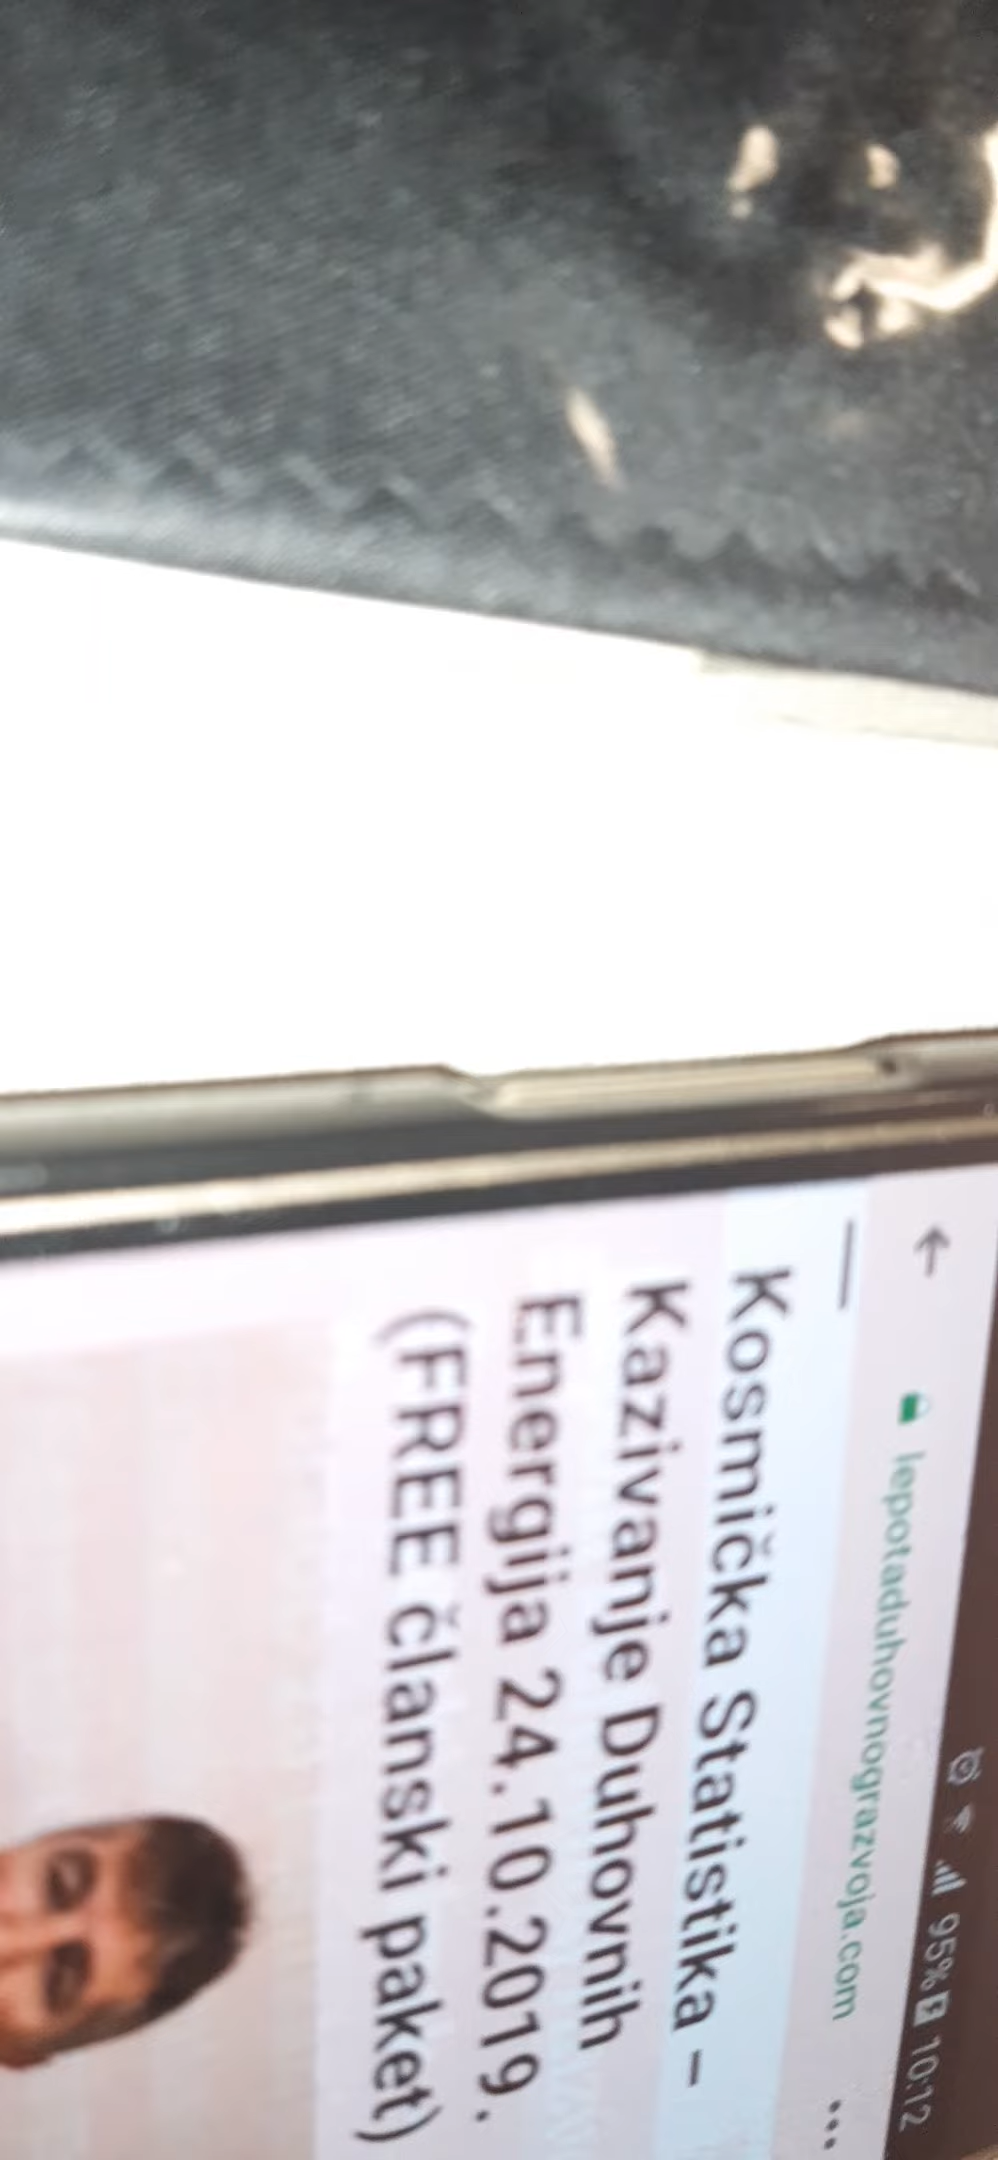 95% 10:12
lepotaduhovnograzvoja.com
Kosmička Statistika –
Kazivanje Duhovnih
Energija 24.10.2019.
(FREE članski paket)